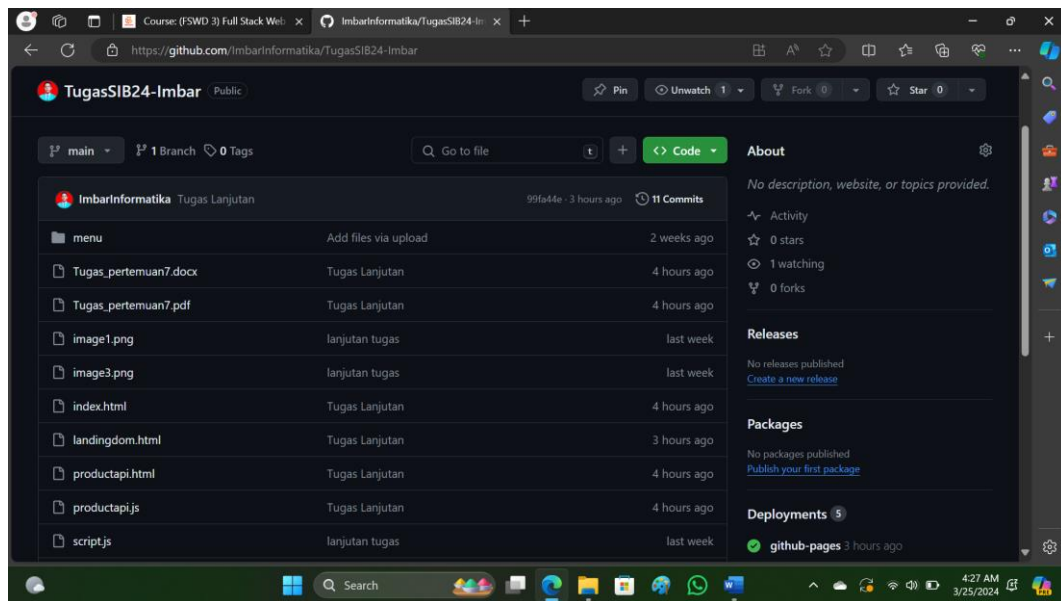 Course: (FSWD 3) Full Stack Web
ImbarInformatika/TugasSIB24-Im
https://github.com/ImbarInformatika/TugasSIB24-Imbar
TugasSIB24-Imbar Public
Pin
Unwatch 1
Fork 0
Star 0
main
1 Branch
0 Tags
Go to file
t
Code
ImbarInformatika Tugas Lanjutan 99fa44e · 3 hours ago 11 Commits
menu Add files via upload 2 weeks ago
Tugas_pertemuan7.docx Tugas Lanjutan 4 hours ago
Tugas_pertemuan7.pdf Tugas Lanjutan 4 hours ago
image1.png lanjutan tugas last week
image3.png lanjutan tugas last week
index.html Tugas Lanjutan 4 hours ago
landingdom.html Tugas Lanjutan 3 hours ago
productapi.html Tugas Lanjutan 4 hours ago
productapi.js Tugas Lanjutan 4 hours ago
script.js lanjutan tugas last week
About
No description, website, or topics provided.
Activity
0 stars
1 watching
0 forks
Releases
No releases published
Create a new release
Packages
No packages published
Publish your first package
Deployments 5
github-pages 3 hours ago
Search
4:27 AM
3/25/2024